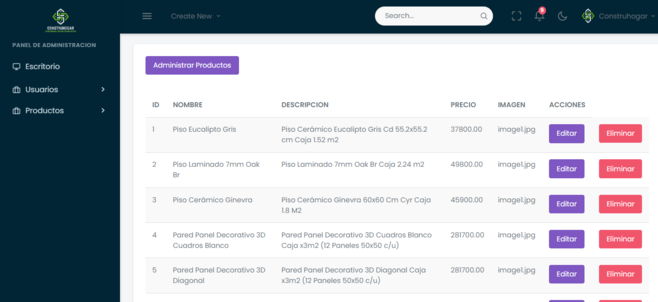 Create New
Search...
8
Construhogar
CONSTRUHOGAR
PANEL DE ADMINISTRACION
Escritorio
Usuarios
Productos
Administrar Productos
ID NOMBRE DESCRIPCION PRECIO IMAGEN ACCIONES
1 Piso Eucalipto Gris Piso Cerámico Eucalipto Gris Cd 55.2x55.2 37800.00 image1.jpg Editar Eliminar
cm Caja 1.52 m2
2 Piso Laminado 7mm Oak Piso Laminado 7mm Oak Br Caja 2.24 m2 49800.00 image1.jpg Editar Eliminar
Br
3 Piso Cerámico Ginevra Piso Cerámico Ginevra 60x60 Cm Cyr Caja 45900.00 image1.jpg Editar Eliminar
1.8 M2
4 Pared Panel Decorativo 3D Pared Panel Decorativo 3D Cuadros Blanco 281700.00 image1.jpg Editar Eliminar
Cuadros Blanco Caja x3m2 (12 Paneles 50x50 c/u)
5 Pared Panel Decorativo 3D Pared Panel Decorativo 3D Diagonal Caja 281700.00 image1.jpg Editar Eliminar
Diagonal x3m2 (12 Paneles 50x50 c/u)